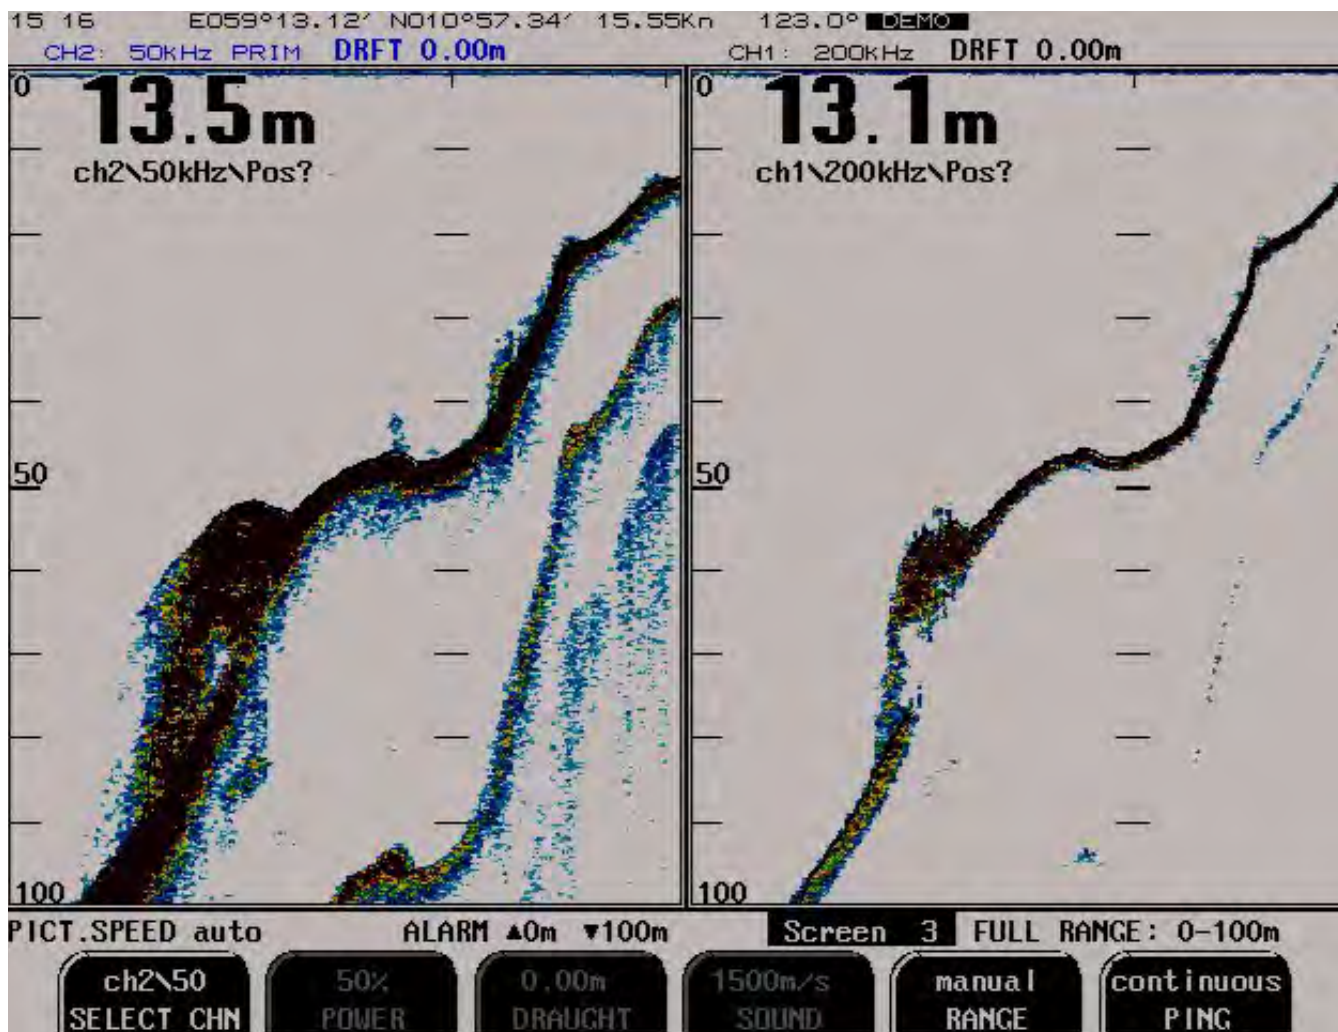 15 16 E059°13.12′ N010°57.34′ 15.55Kn 123.0° DEMO
CH2: 50KHz PRIM DRFT 0.00m CH1: 200KHz DRFT 0.00m
0 13.5m 0 13.1m
ch2\50kHz\Pos? ch1\200kHz\Pos?
50 50
100 100
PICT.SPEED auto ALARM ▲0m ▼100m Screen 3 FULL RANGE: 0-100m
ch2\50 50% 0.00m 1500m/s manual continuous
SELECT CHN POWER DRAUGHT SOUND RANGE PING